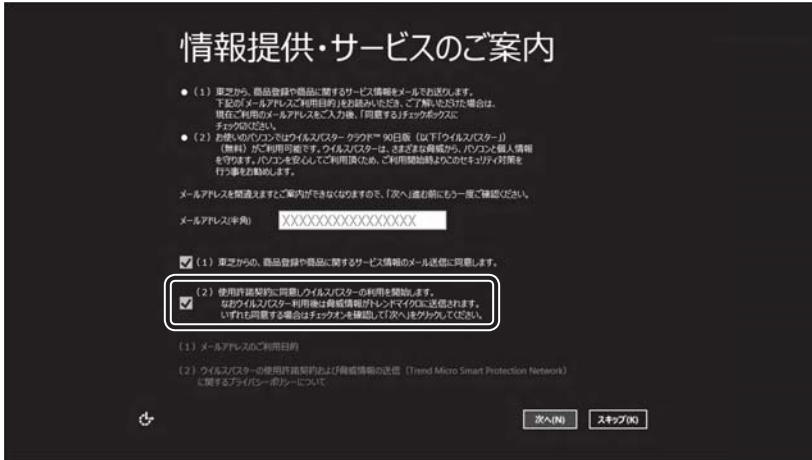 情報提供・サービスのご案内
● (1) 東芝から、商品登録や商品に関するサービス情報をメールでお送りします。
下記の「メールアドレスご利用目的」をお読みいただき、ご了解いただけた場合は、
現在ご利用のメールアドレスをご入力後、「同意する」チェックボックスに
チェックください。
● (2) お使いのパソコンではウイルスバスター クラウド™ 90日版（以下「ウイルスバスター」）
（無料）がご利用可能です。ウイルスバスターは、さまざまな脅威から、パソコンと個人情報
を守ります。パソコンを安心してご利用頂くため、ご利用開始時よりこのセキュリティ対策を
行う事をお勧めします。
メールアドレスを間違えますとご案内ができなくなりますので、「次へ」進む前にもう一度ご確認ください。
メールアドレス(半角) XXXXXXXXXXXXXXXX
(1) 東芝からの、商品登録や商品に関するサービス情報のメール送信に同意します。
(2) 使用許諾契約に同意しウイルスバスターの利用を開始します。
なおウイルスバスター利用後は脅威情報がトレンドマイクロに送信されます。
いずれも同意する場合はチェックオンを確認して「次へ」をクリックしてください。
(1) メールアドレスのご利用目的
(2) ウイルスバスターの使用許諾契約および脅威情報の送信（Trend Micro Smart Protection Network）
に関するプライバシーポリシーについて
次へ(N) スキップ(K)